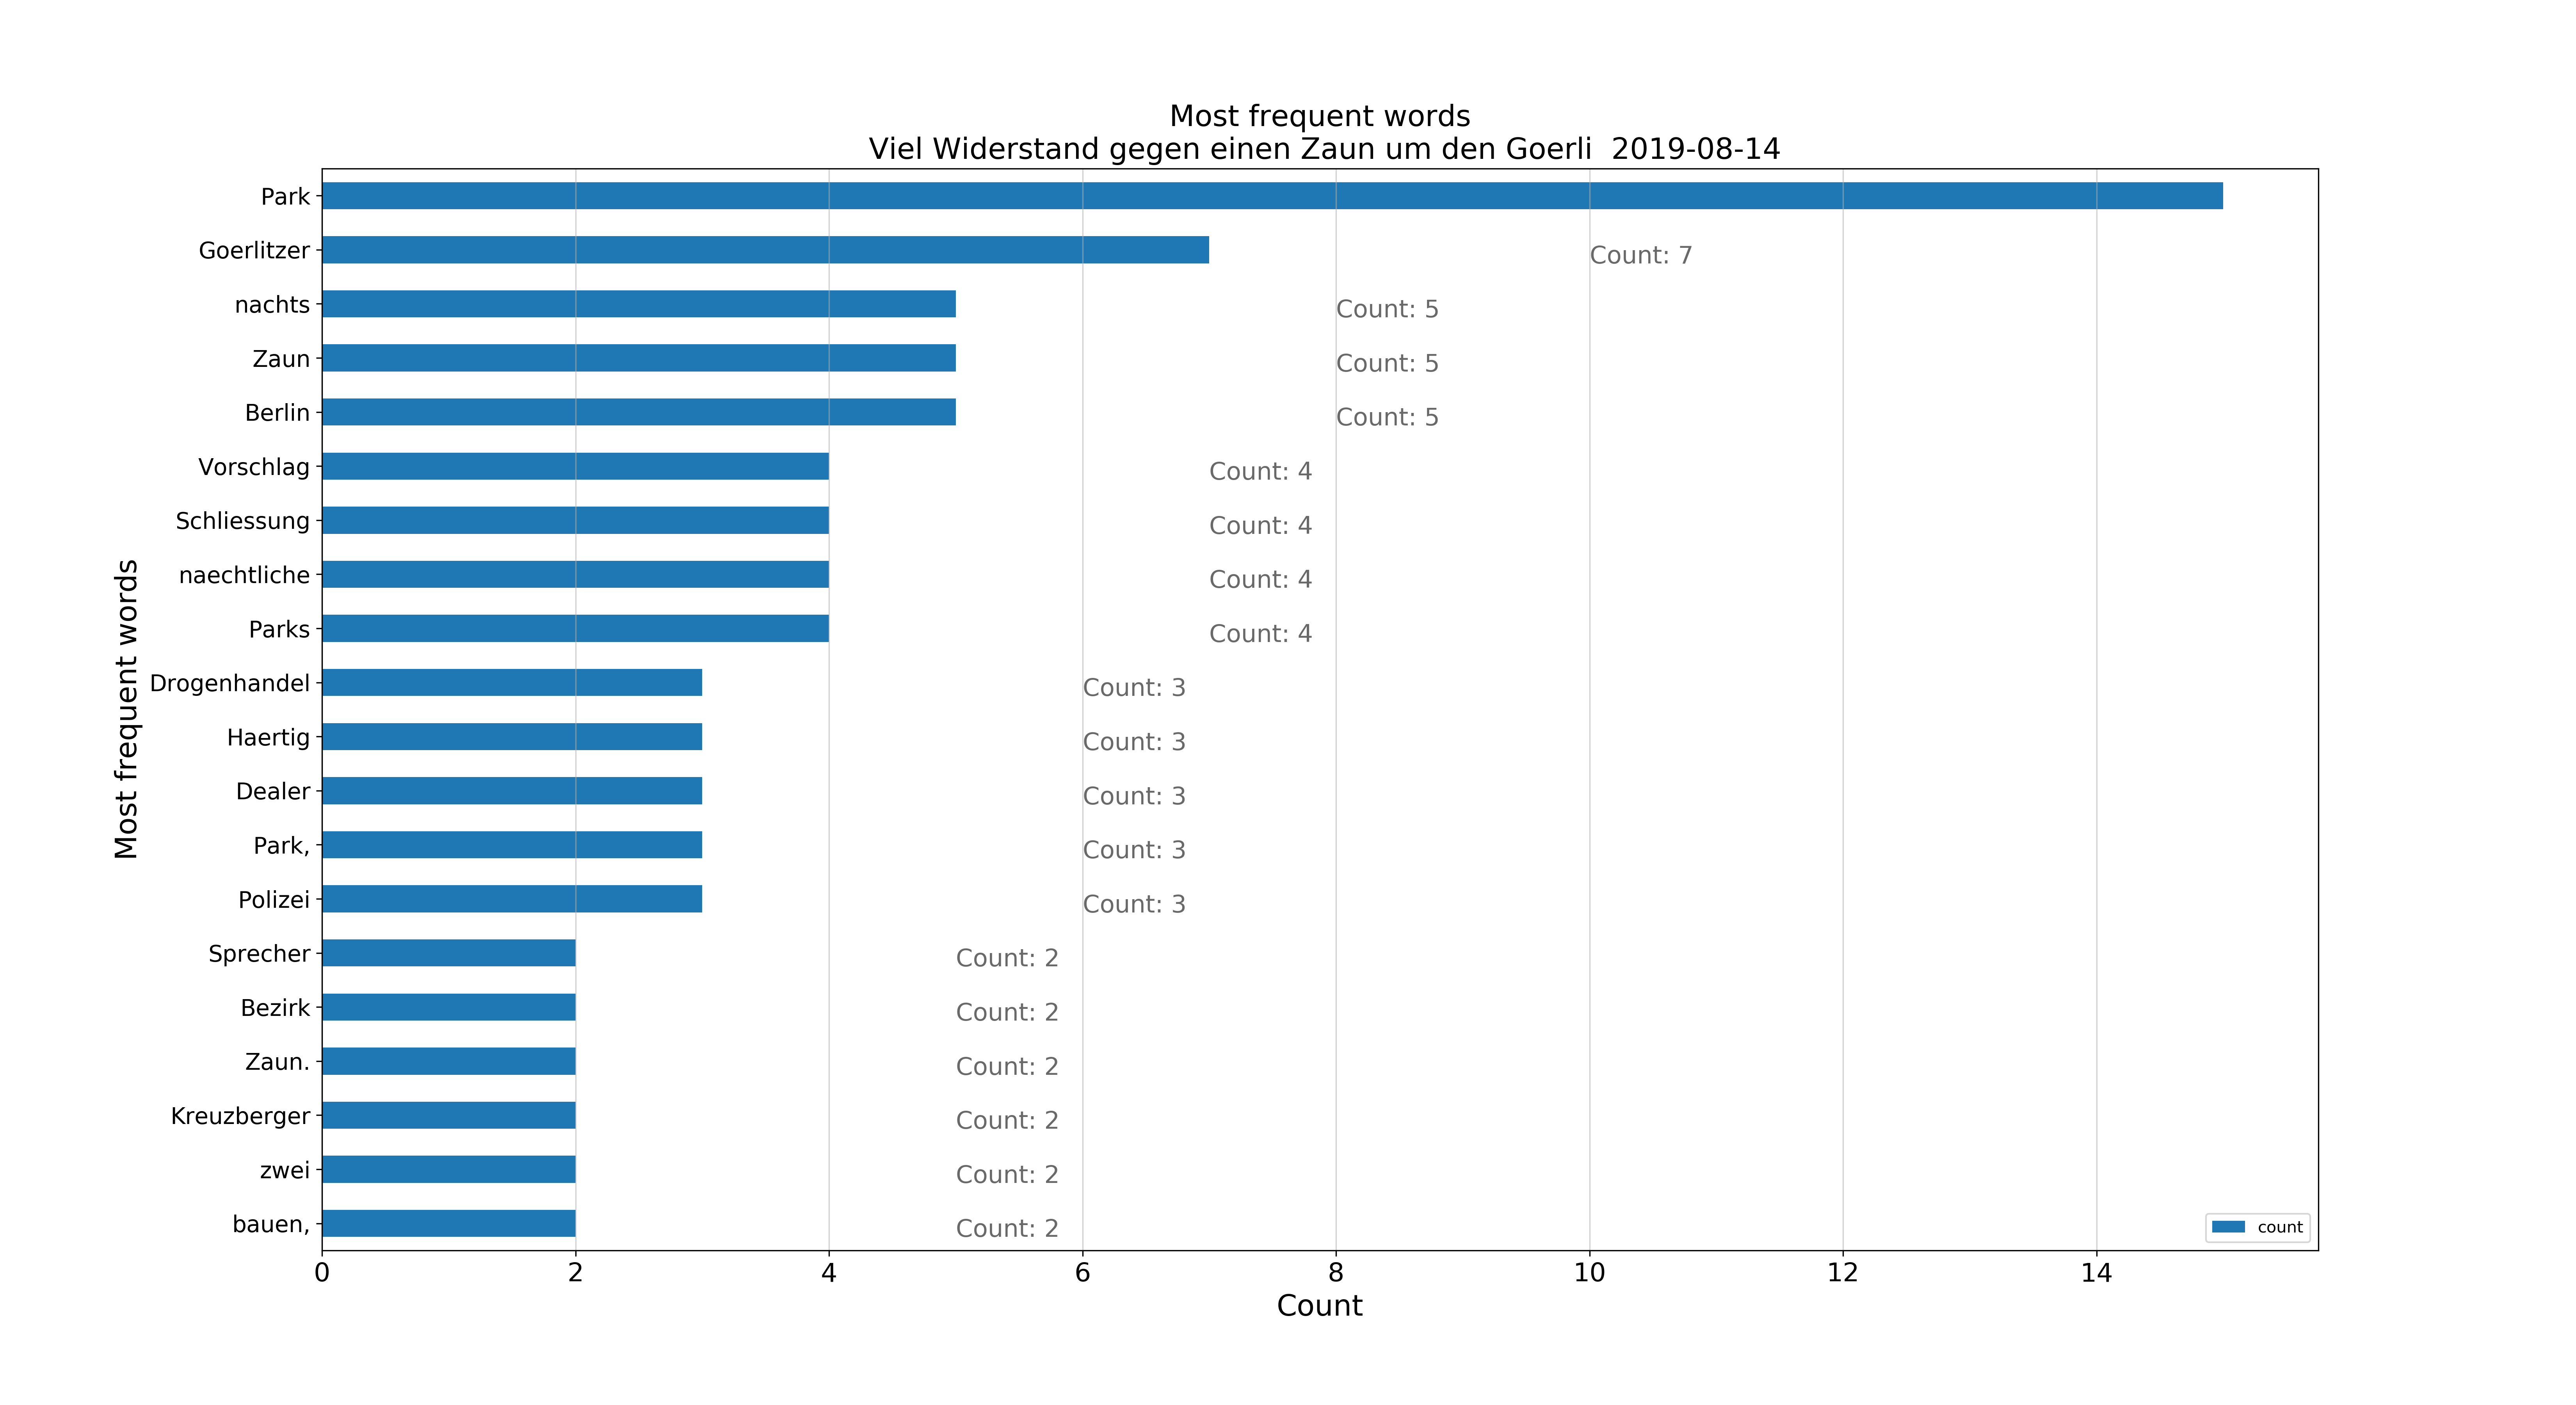 Most frequent words
Viel Widerstand gegen einen Zaun um den Goerli  2019-08-14
Most frequent words
Park
Goerlitzer Count: 7
nachts Count: 5
Zaun Count: 5
Berlin Count: 5
Vorschlag Count: 4
Schliessung Count: 4
naechtliche Count: 4
Parks Count: 4
Drogenhandel Count: 3
Haertig Count: 3
Dealer Count: 3
Park, Count: 3
Polizei Count: 3
Sprecher Count: 2
Bezirk Count: 2
Zaun. Count: 2
Kreuzberger Count: 2
zwei Count: 2
bauen, Count: 2
count
0 2 4 6 8 10 12 14
Count